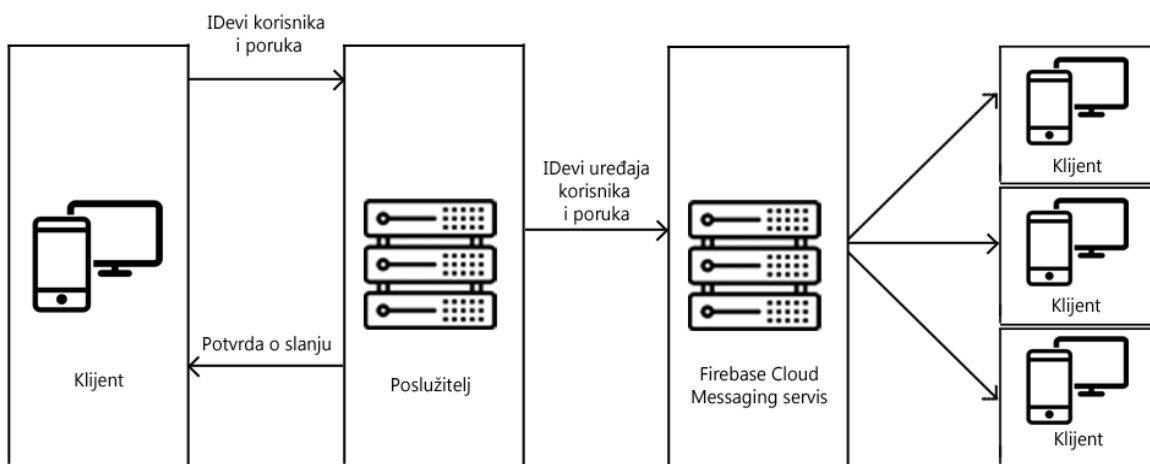 IDevi korisnika
i poruka
IDevi uređaja
korisnika
i poruka
Potvrda o slanju
Klijent
Poslužitelj
Firebase Cloud
Messaging servis
Klijent
Klijent
Klijent